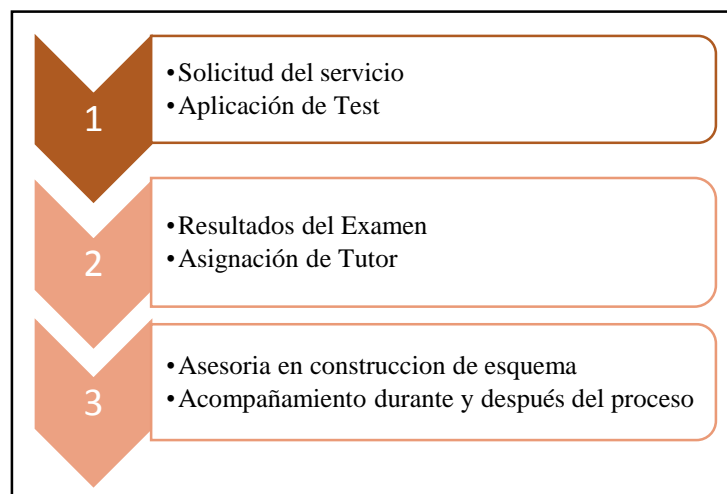 1
•Solicitud del servicio
•Aplicación de Test
2
•Resultados del Examen
•Asignación de Tutor
3
•Asesoria en construccion de esquema
•Acompañamiento durante y después del proceso